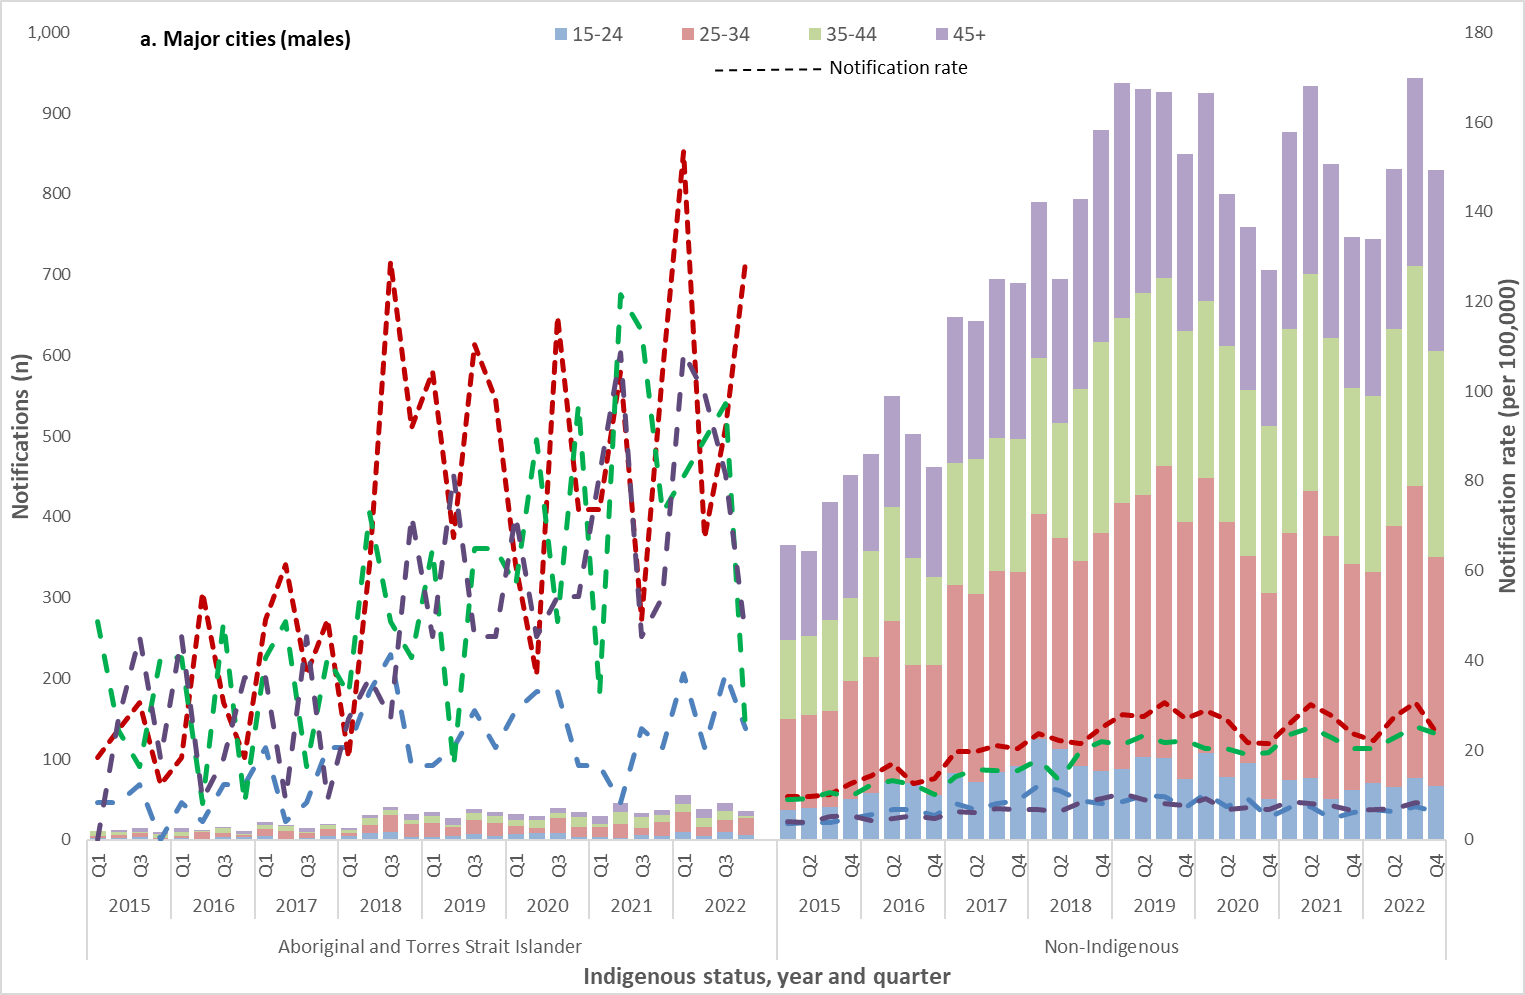 a. Major cities (males)
15-24 25-34 35-44 45+
Notification rate
Notifications (n)
1,000
900
800
700
600
500
400
300
200
100
0
Notification rate (per 100,000)
180
160
140
120
100
80
60
40
20
0
Q1 Q3 Q1 Q3 Q1 Q3 Q1 Q3 Q1 Q3 Q1 Q3 Q1 Q3 Q1 Q3 Q2 Q4 Q2 Q4 Q2 Q4 Q2 Q4 Q2 Q4 Q2 Q4 Q2 Q4 Q2 Q4
2015 2016 2017 2018 2019 2020 2021 2022 2015 2016 2017 2018 2019 2020 2021 2022
Aboriginal and Torres Strait Islander Non-Indigenous
Indigenous status, year and quarter